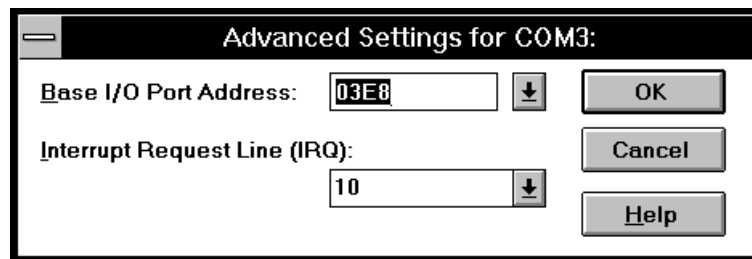 Advanced Settings for COM3:
Base I/O Port Address: 03E8 OK
Interrupt Request Line (IRQ): Cancel
10
Help